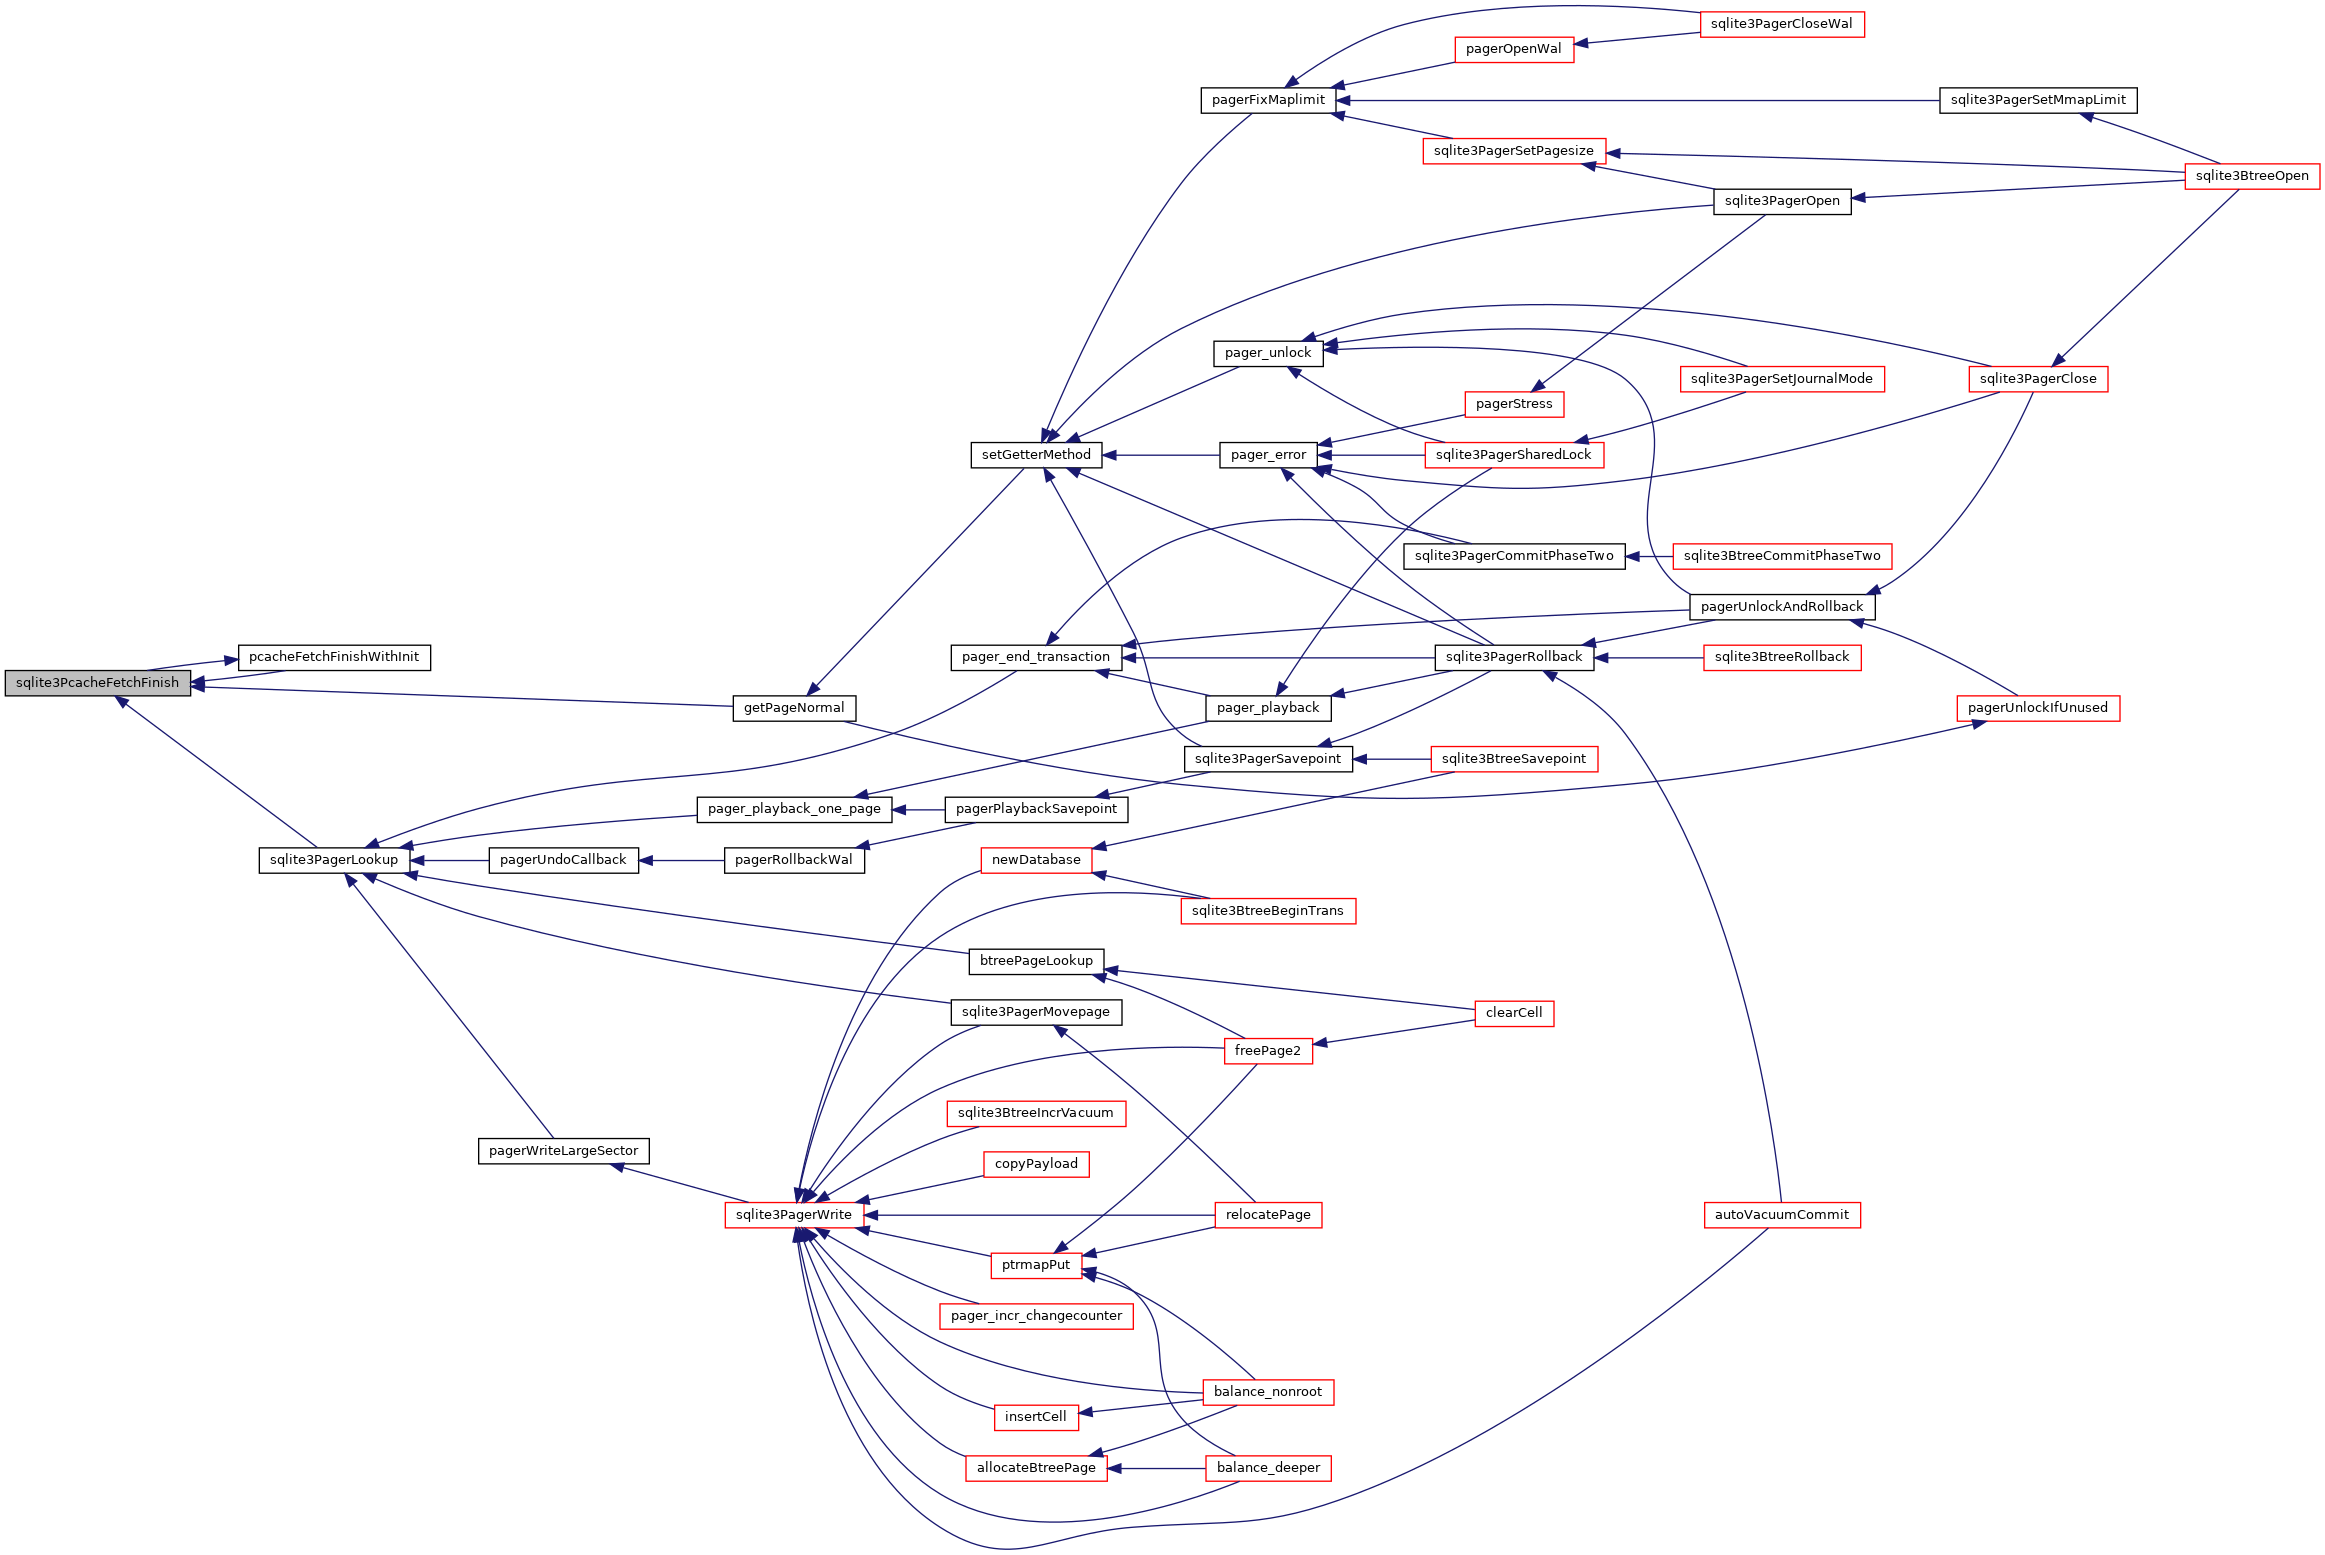 sqlite3PagerCloseWal
pagerOpenWal
pagerFixMaplimit
sqlite3PagerSetMmapLimit
sqlite3PagerSetPagesize
sqlite3BtreeOpen
sqlite3PagerOpen
pager_unlock
sqlite3PagerSetJournalMode
sqlite3PagerClose
pagerStress
setGetterMethod
pager_error
sqlite3PagerSharedLock
sqlite3PagerCommitPhaseTwo
sqlite3BtreeCommitPhaseTwo
pagerUnlockAndRollback
pcacheFetchFinishWithInit
pager_end_transaction
sqlite3PagerRollback
sqlite3BtreeRollback
sqlite3PcacheFetchFinish
getPageNormal
pager_playback
pagerUnlockIfUnused
sqlite3PagerSavepoint
sqlite3BtreeSavepoint
pager_playback_one_page
pagerPlaybackSavepoint
sqlite3PagerLookup
pagerUndoCallback
pagerRollbackWal
newDatabase
sqlite3BtreeBeginTrans
btreePageLookup
sqlite3PagerMovepage
clearCell
freePage2
sqlite3BtreeIncrVacuum
pagerWriteLargeSector
copyPayload
sqlite3PagerWrite
relocatePage
autoVacuumCommit
ptrmapPut
pager_incr_changecounter
balance_nonroot
insertCell
allocateBtreePage
balance_deeper